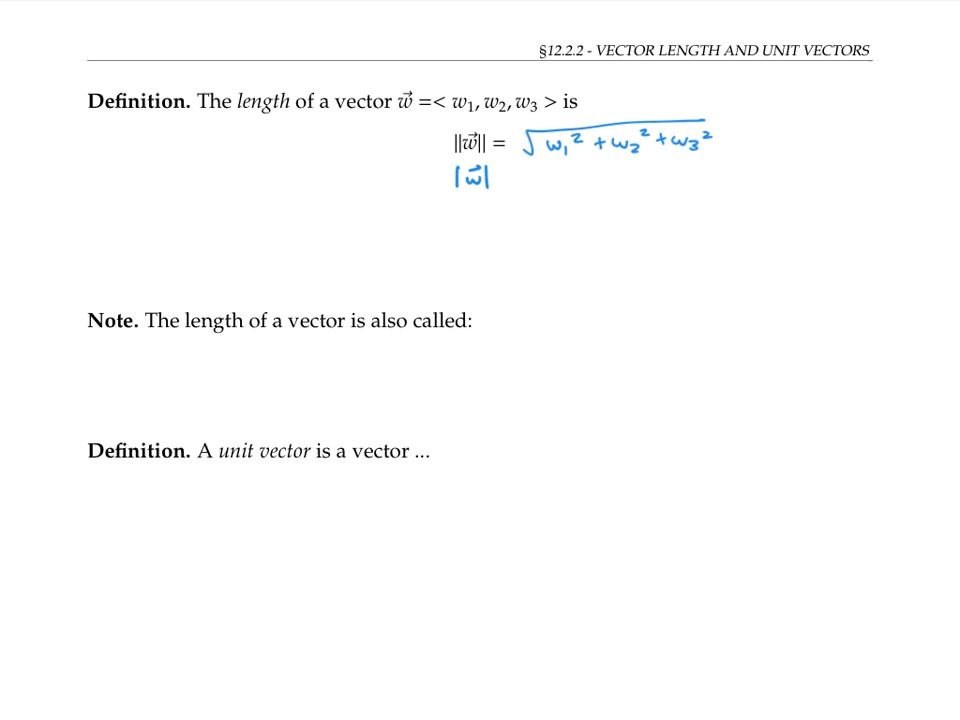 §12.2.2 - VECTOR LENGTH AND UNIT VECTORS
Definition. The length of a vector w⃗ =< w₁, w₂, w₃ > is
||w⃗|| = √(w₁² + w₂² + w₃²)
|w⃗|
Note. The length of a vector is also called:
Definition. A unit vector is a vector ...